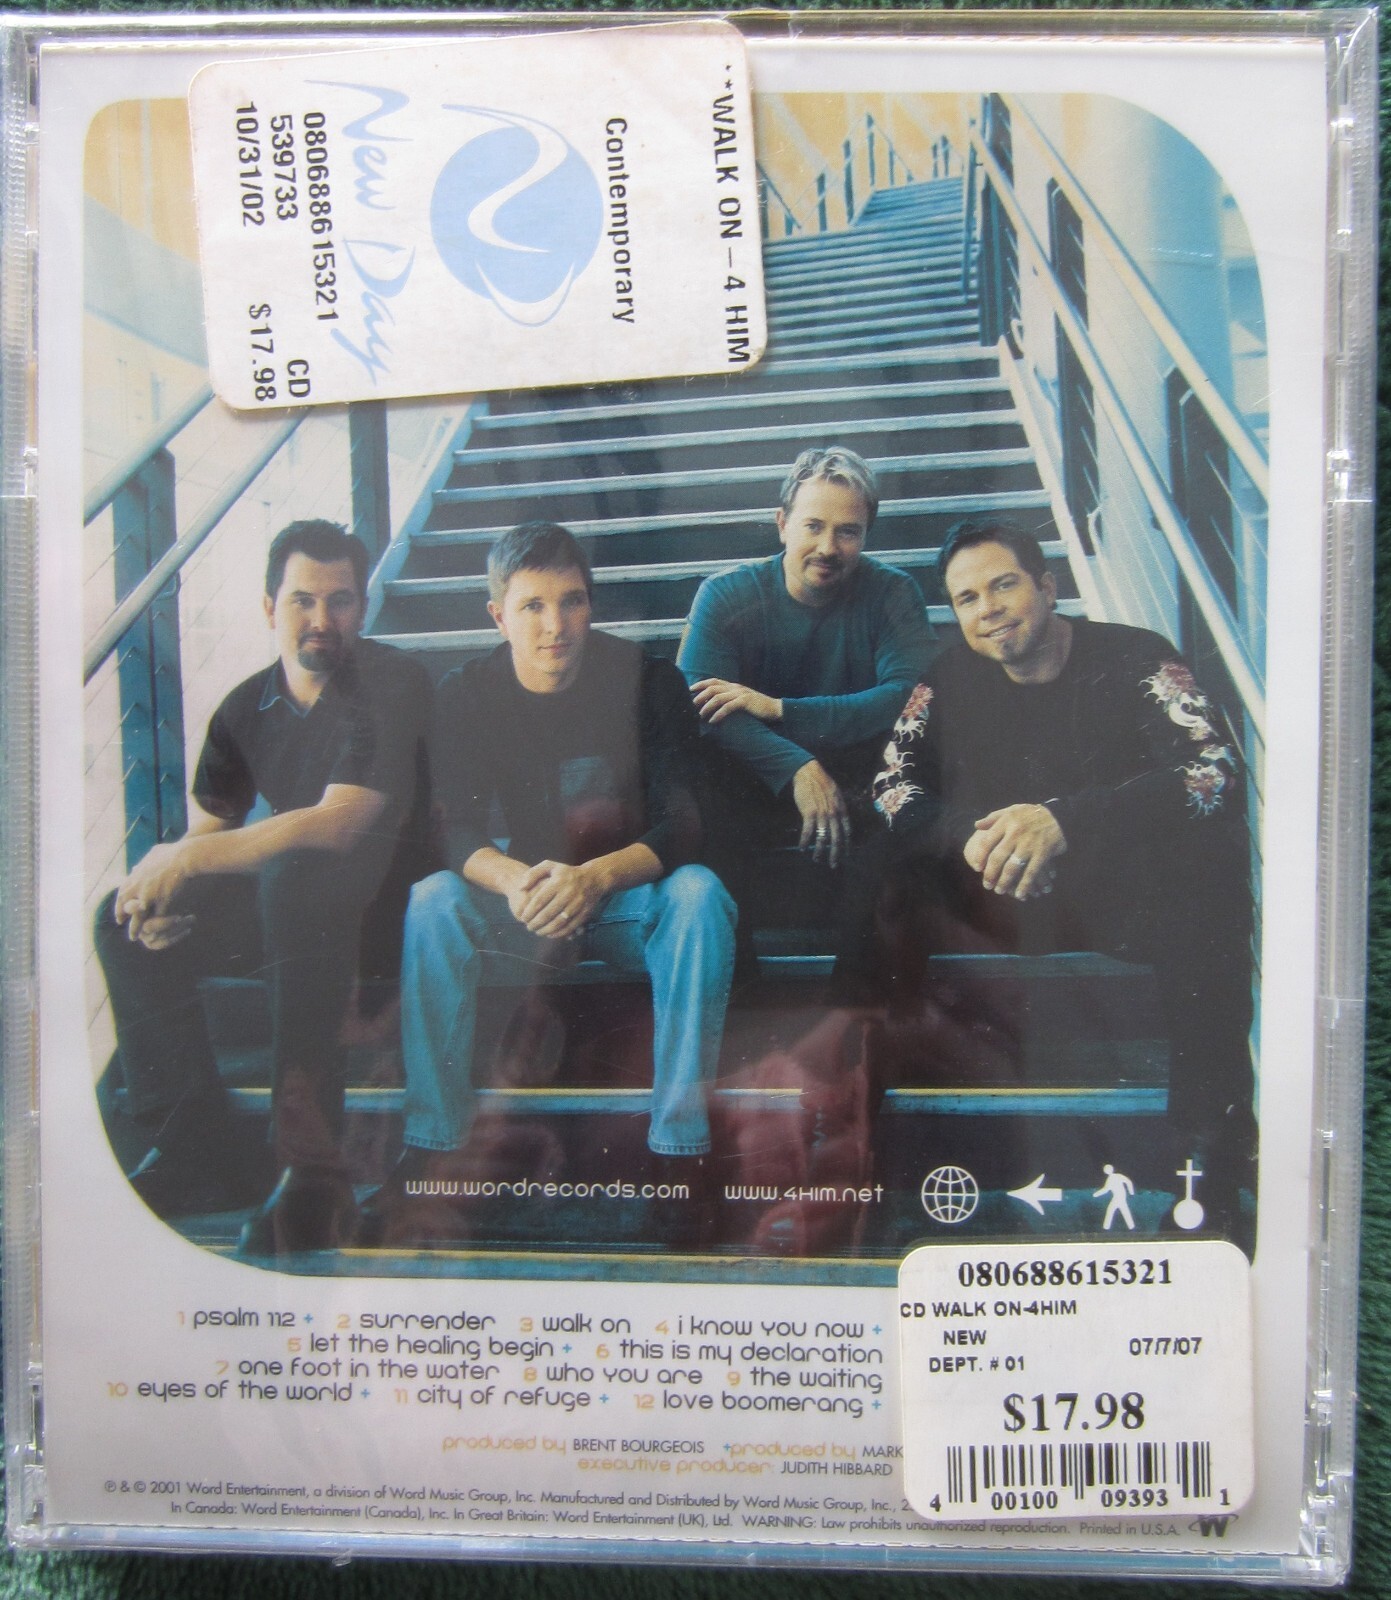 **WALK ON - 4 HIM
Contemporary
New Day
080688615321 CD
539733
10/31/02 $17.98
www.wordrecords.com www.4Him.net
1 psalm 112 + 2 surrender 3 walk on 4 i know you now +
5 let the healing begin + 6 this is my declaration
7 one foot in the water 8 who you are 9 the waiting
10 eyes of the world + 11 city of refuge + 12 love boomerang +
produced by BRENT BOURGEOIS +produced by MARK
executive producer: JUDITH HIBBARD
℗ & © 2001 Word Entertainment, a division of Word Music Group, Inc. Manufactured and Distributed by Word Music Group, Inc., 2
In Canada: Word Entertainment (Canada), Inc. In Great Britain: Word Entertainment (UK), Ltd. WARNING: Law prohibits unauthorized reproduction. Printed in U.S.A. W
080688615321
CD WALK ON-4HIM
NEW 07/7/07
DEPT. # 01
$17.98
4 00100 09393 1